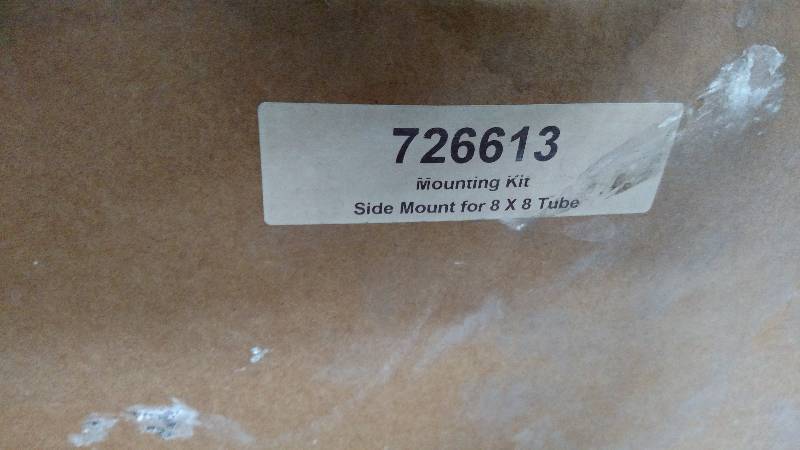 726613
Mounting Kit
Side Mount for 8 X 8 Tube